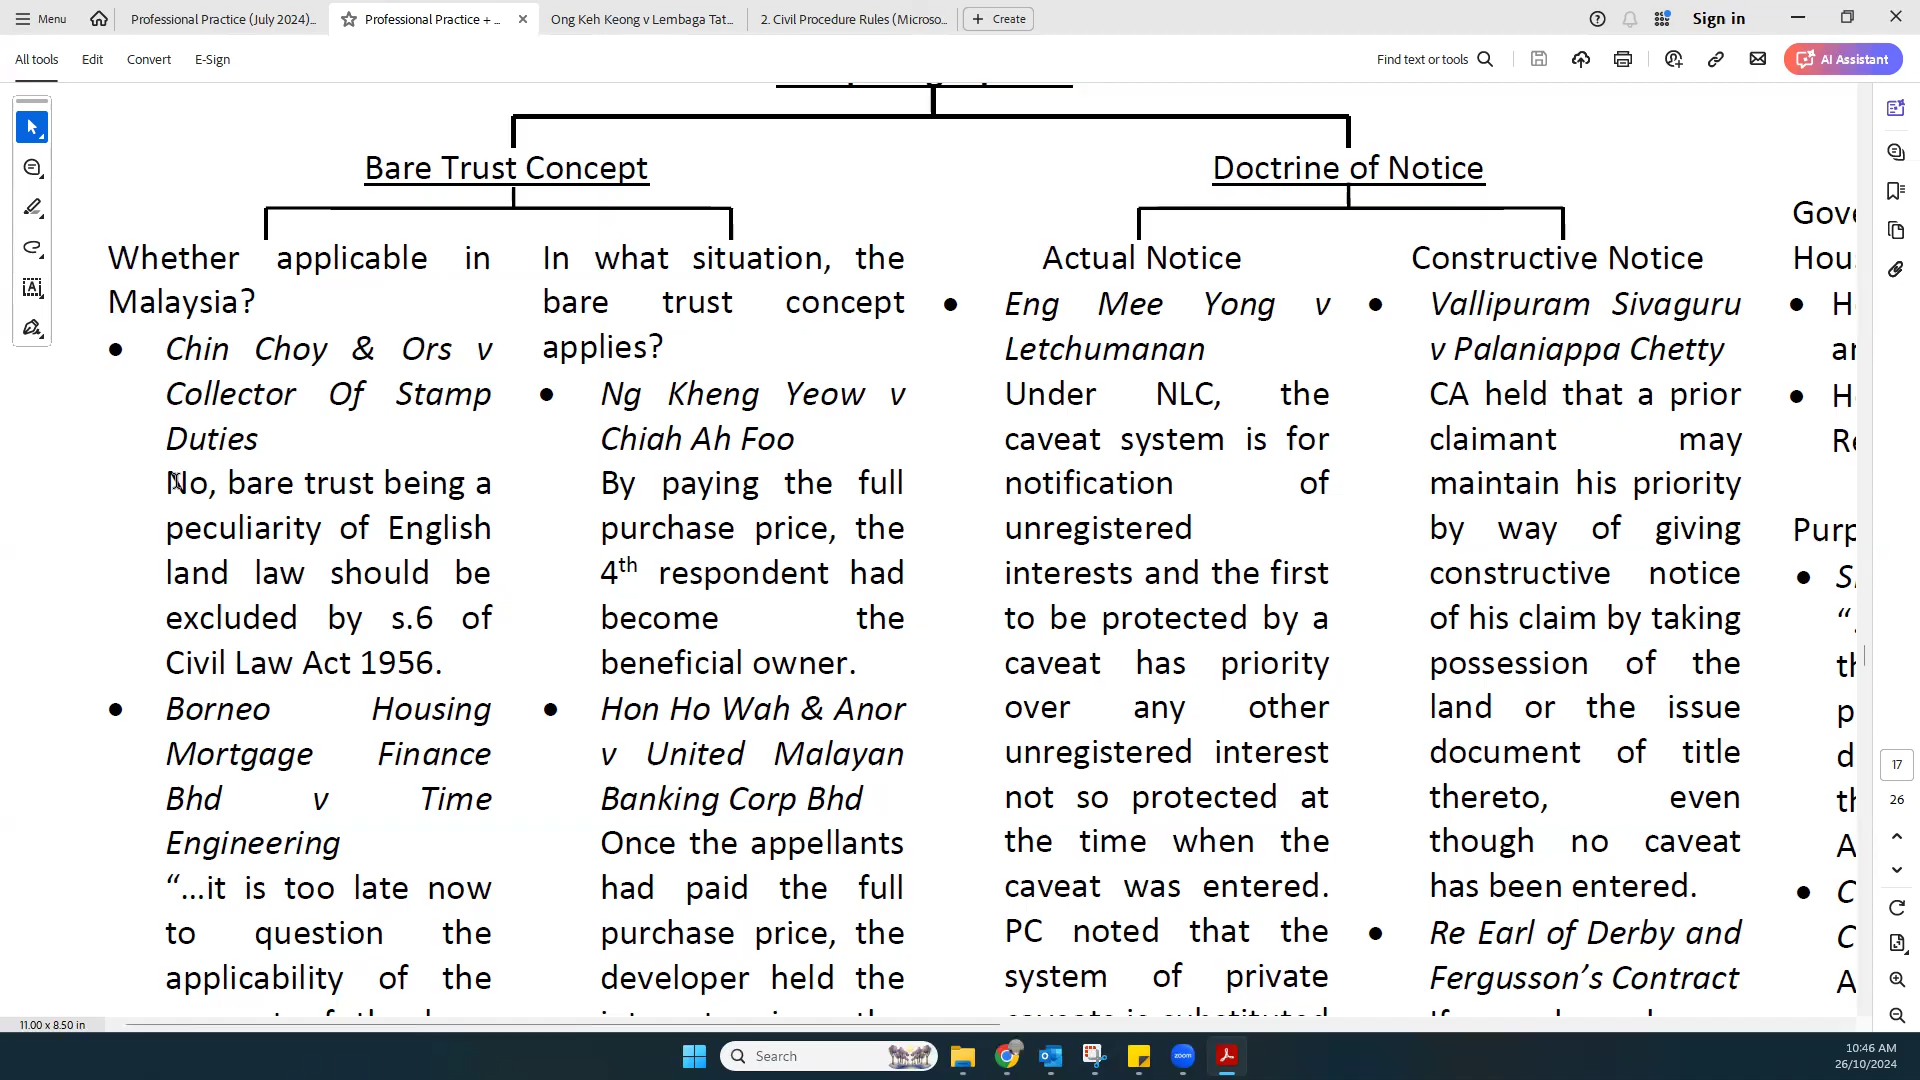 Menu
Professional Practice (July 2024)...
Professional Practice + ...
Ong Keh Keong v Lembaga Tat...
2. Civil Procedure Rules (Microso...
Create
Sign in
All tools
Edit
Convert
E-Sign
Find text or tools
AI Assistant
Bare Trust Concept
Whether applicable in
Malaysia?
• Chin Choy & Ors v
Collector Of Stamp
Duties
No, bare trust being a
peculiarity of English
land law should be
excluded by s.6 of
Civil Law Act 1956.
• Borneo Housing
Mortgage Finance
Bhd v Time
Engineering
“...it is too late now
to question the
applicability of the
In what situation, the
bare trust concept
applies?
• Ng Kheng Yeow v
Chiah Ah Foo
By paying the full
purchase price, the
4th respondent had
become the
beneficial owner.
• Hon Ho Wah & Anor
v United Malayan
Banking Corp Bhd
Once the appellants
had paid the full
purchase price, the
developer held the
Doctrine of Notice
Actual Notice
• Eng Mee Yong v
Letchumanan
Under NLC, the
caveat system is for
notification of
unregistered
interests and the first
to be protected by a
caveat has priority
over any other
unregistered interest
not so protected at
the time when the
caveat was entered.
PC noted that the
system of private
Constructive Notice
• Vallipuram Sivaguru
v Palaniappa Chetty
CA held that a prior
claimant may
maintain his priority
by way of giving
constructive notice
of his claim by taking
possession of the
land or the issue
document of title
thereto, even
though no caveat
has been entered.
• Re Earl of Derby and
Fergusson’s Contract
17
26
11.00 x 8.50 in
Search
zoom
10:46 AM
26/10/2024